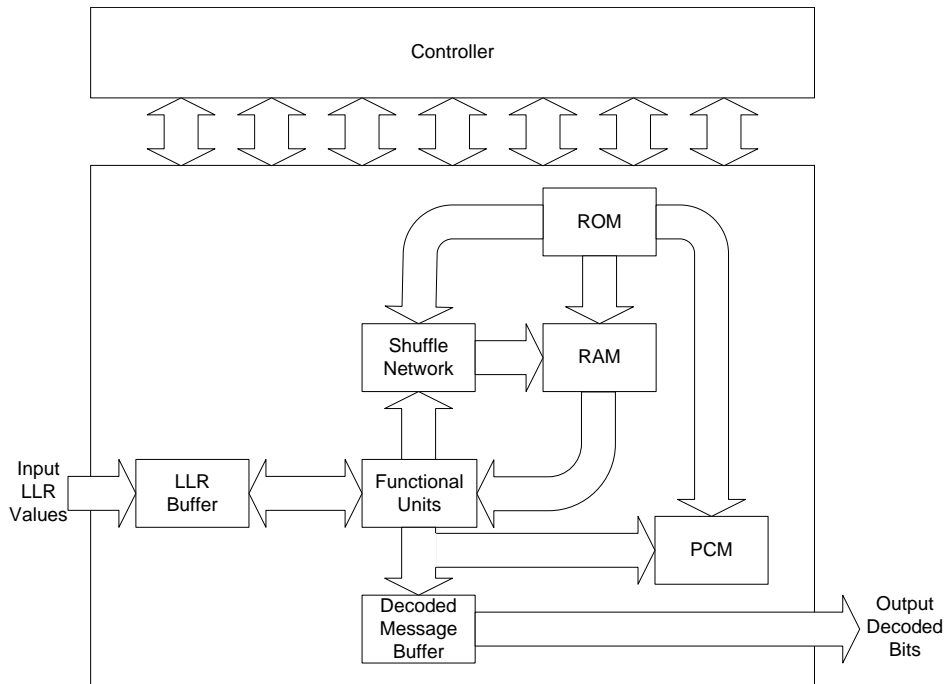 Controller
ROM
Shuffle
Network
RAM
Input
LLR
Values
LLR
Buffer
Functional
Units
PCM
Decoded
Message
Buffer
Output
Decoded
Bits